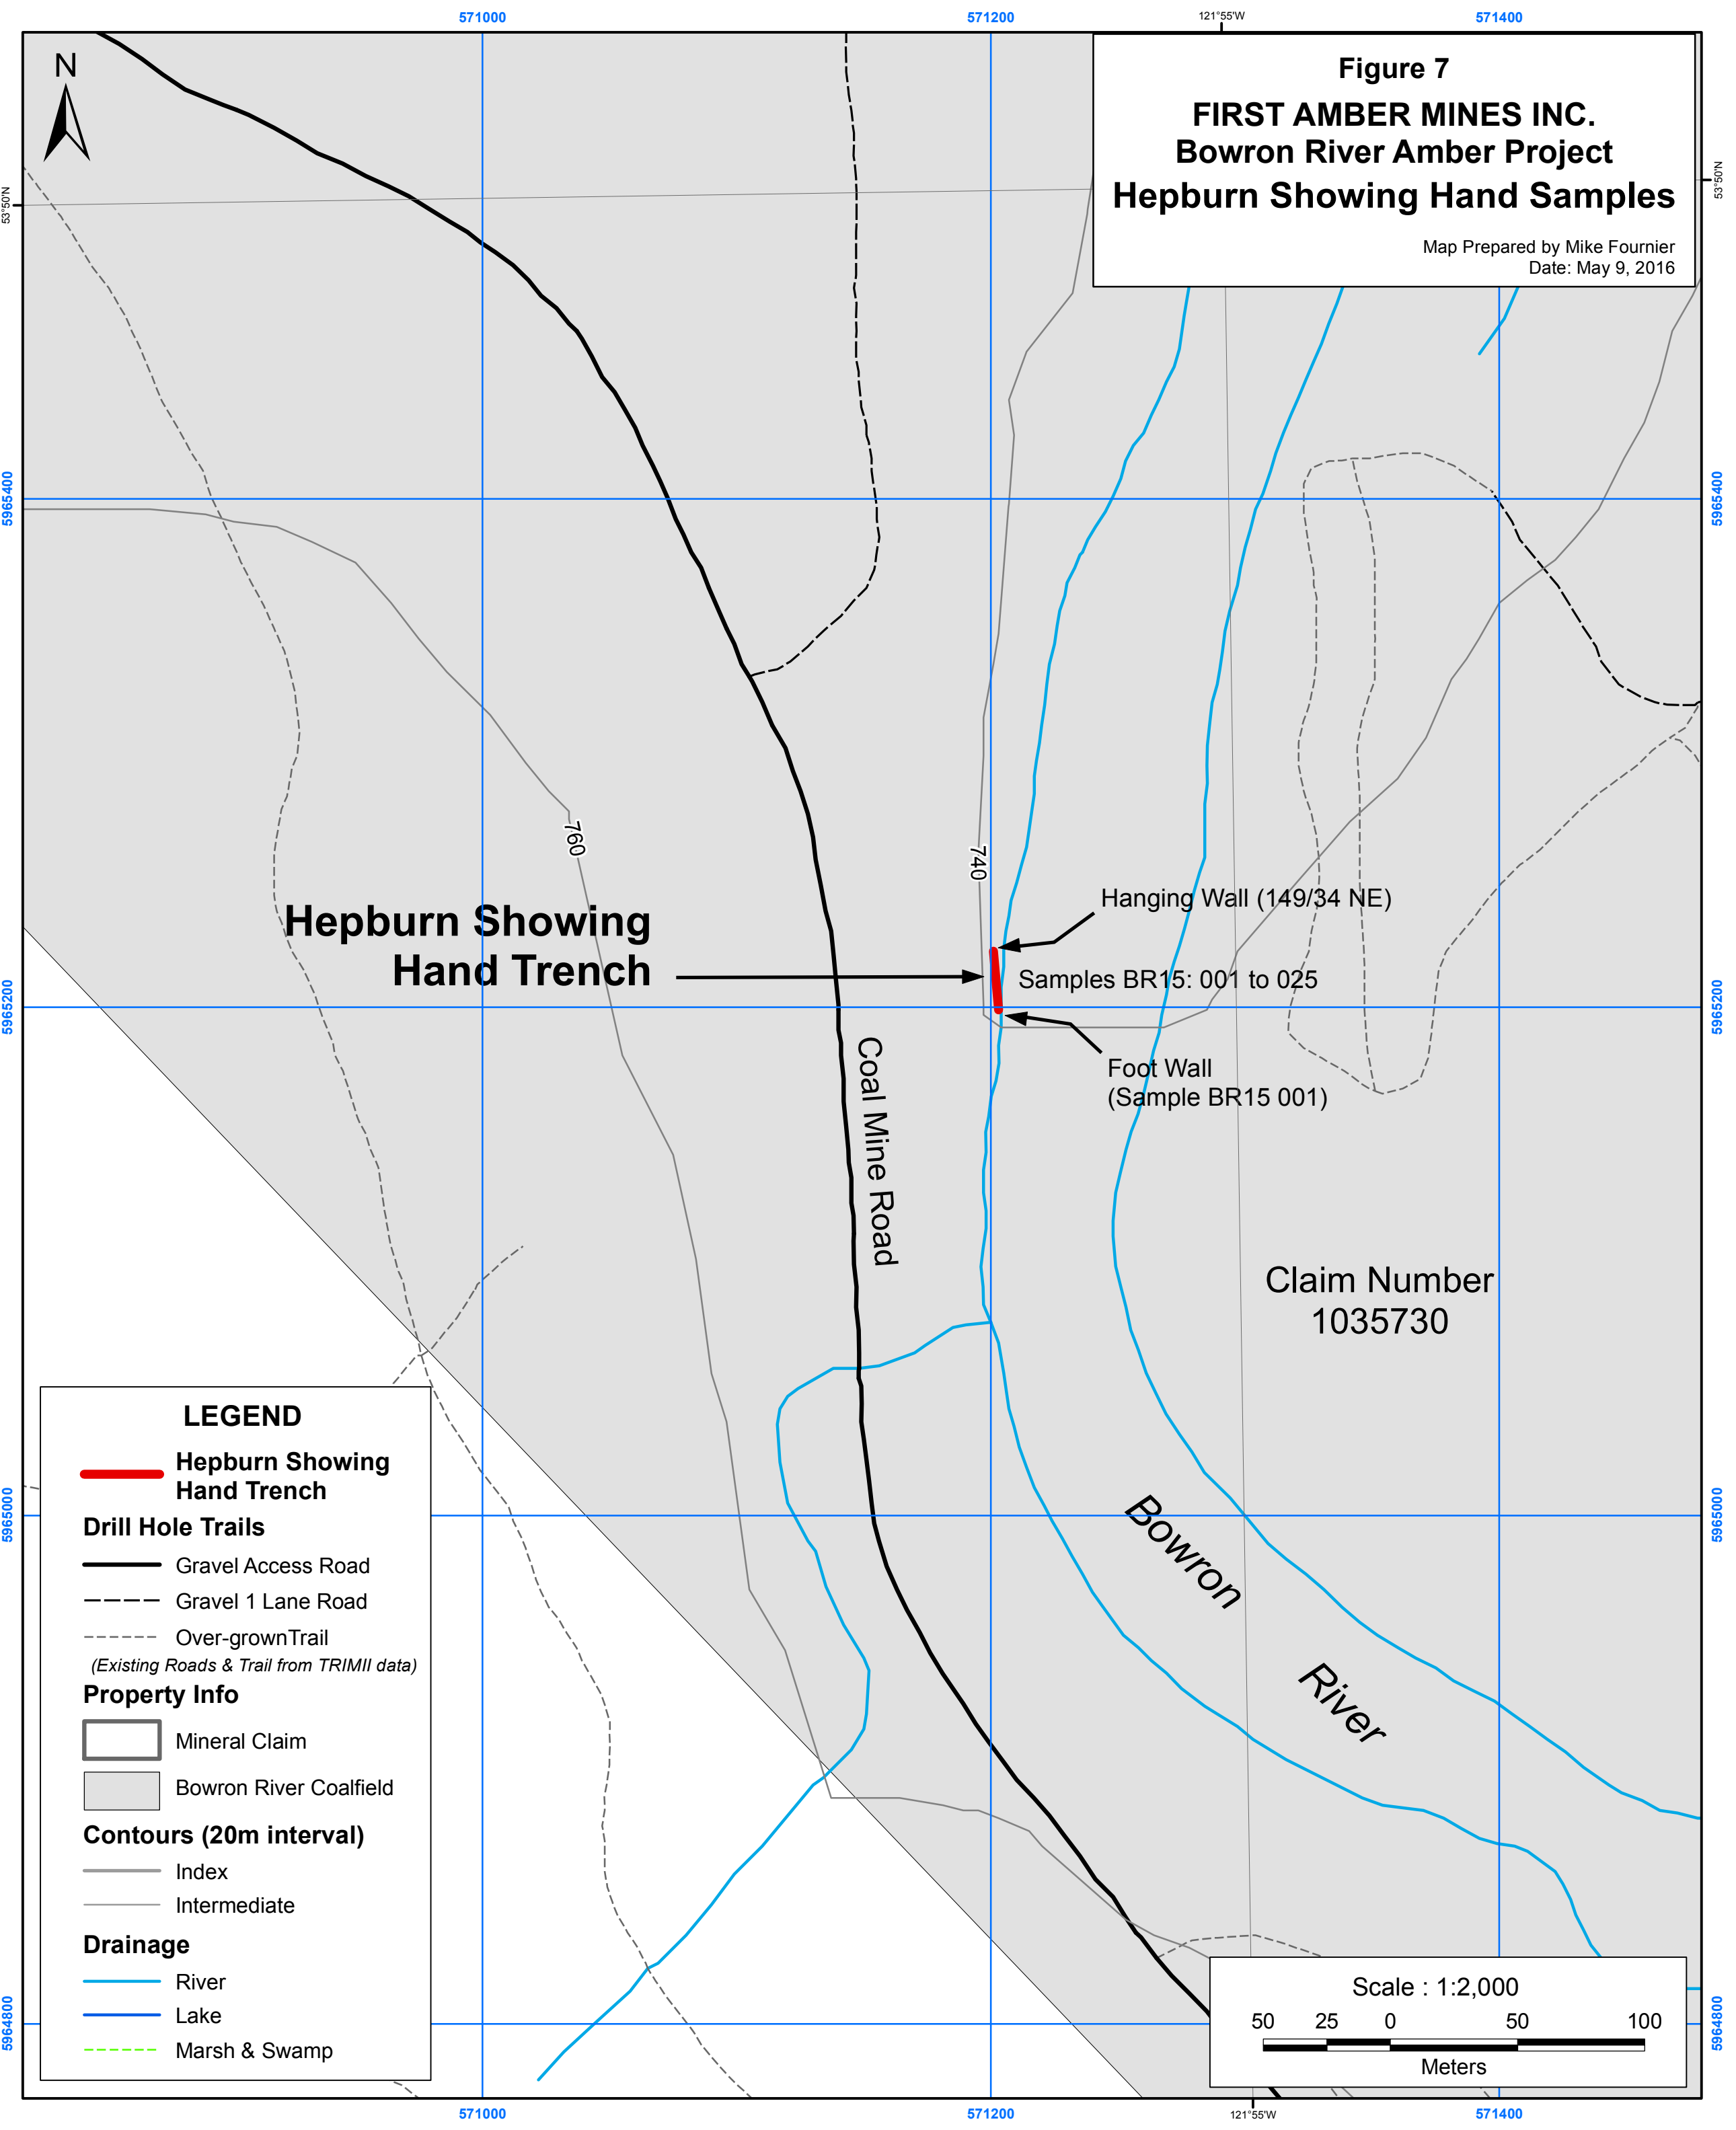 571000
571200
121°55'W
571400
N
Figure 7
FIRST AMBER MINES INC.
Bowron River Amber Project
Hepburn Showing Hand Samples
Map Prepared by Mike Fournier
Date: May 9, 2016
53°50'N
53°50'N
5965400
5965400
760
740
Hanging Wall (149/34 NE)
Hepburn Showing
Hand Trench
Samples BR15: 001 to 025
5965200
5965200
Foot Wall
(Sample BR15 001)
Coal Mine Road
Claim Number
1035730
LEGEND
Hepburn Showing
Hand Trench
Drill Hole Trails
Gravel Access Road
Gravel 1 Lane Road
Over-grownTrail
(Existing Roads & Trail from TRIMII data)
Property Info
Mineral Claim
Bowron River Coalfield
Contours (20m interval)
Index
Intermediate
Drainage
River
Lake
Marsh & Swamp
5965000
5965000
Bowron
River
Scale : 1:2,000
50 25 0 50 100
Meters
5964800
5964800
571000
571200
121°55'W
571400